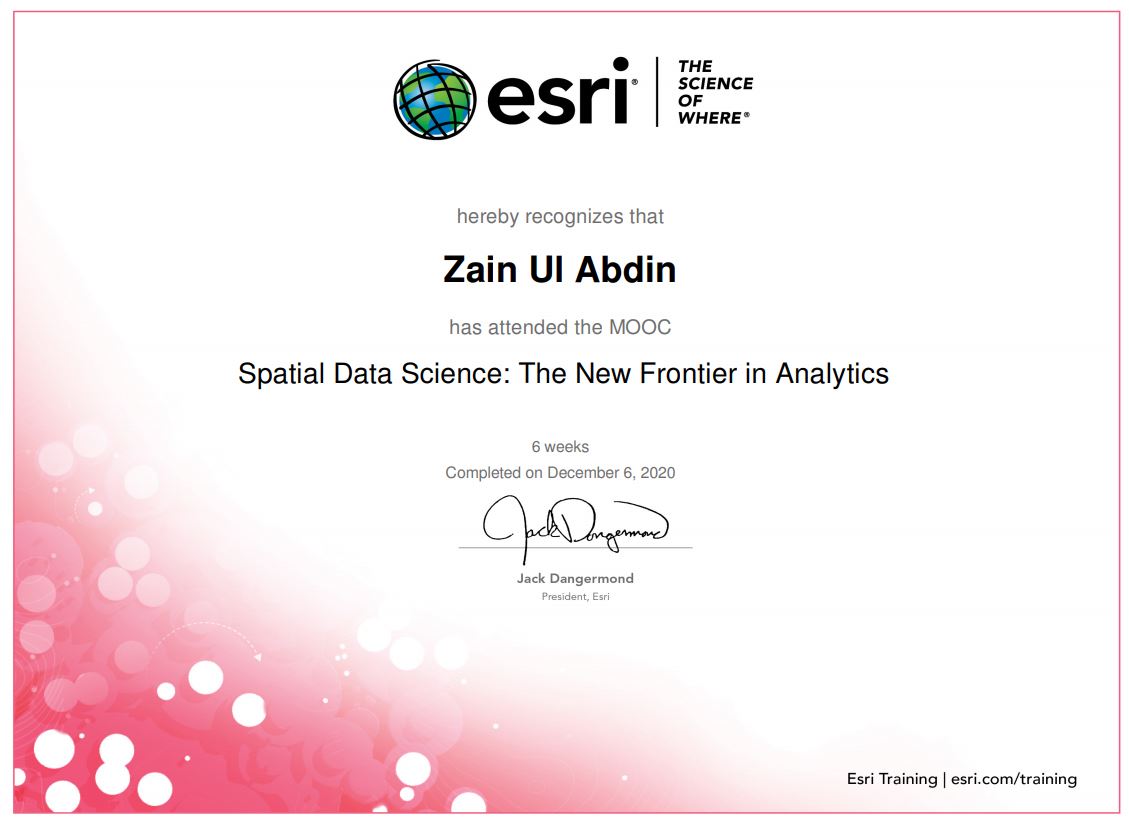 esri®
THE
SCIENCE
OF
WHERE®
hereby recognizes that
Zain Ul Abdin
has attended the MOOC
Spatial Data Science: The New Frontier in Analytics
6 weeks
Completed on December 6, 2020
Jack Dangermond
Jack Dangermond
President, Esri
Esri Training | esri.com/training